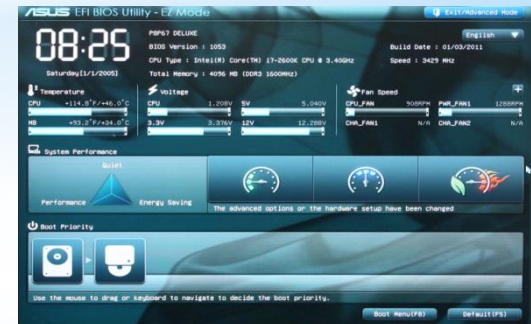 ASUS EFI BIOS Utility - EZ Mode
Exit/Advanced Mode
08:25
Saturday[1/1/2005]
P8P67 DELUXE
BIOS Version : 1053
CPU Type : Intel(R) Core(TM) i7-2600K CPU @ 3.40GHz
Total Memory : 4096 MB (DDR3 1600MHz)
English
Build Date : 01/03/2011
Speed : 3429 MHz
Temperature
CPU +114.8°F/+46.0°C
MB +93.2°F/+34.0°C
Voltage
CPU 1.208V 5V 5.040V
3.3V 3.376V 12V 12.288V
Fan Speed
CPU_FAN 908RPM PWR_FAN1 1288RPM
CHA_FAN1 N/A CHA_FAN2 N/A
System Performance
Quiet
Performance
Energy Saving
The advanced options or the hardware setup have been changed
Boot Priority
Use the mouse to drag or keyboard to navigate to decide the boot priority.
Boot Menu(F8)
Default(F5)